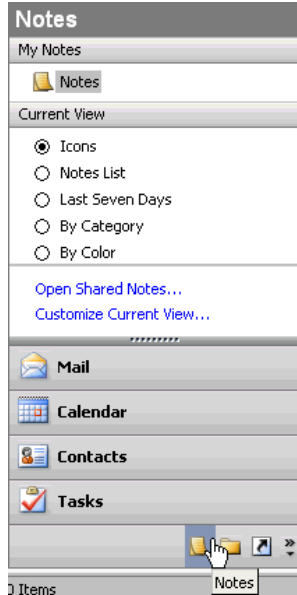 Notes
My Notes
Notes
Current View
Icons
Notes List
Last Seven Days
By Category
By Color
Open Shared Notes...
Customize Current View...
Mail
Calendar
Contacts
Tasks
Notes
0 Items